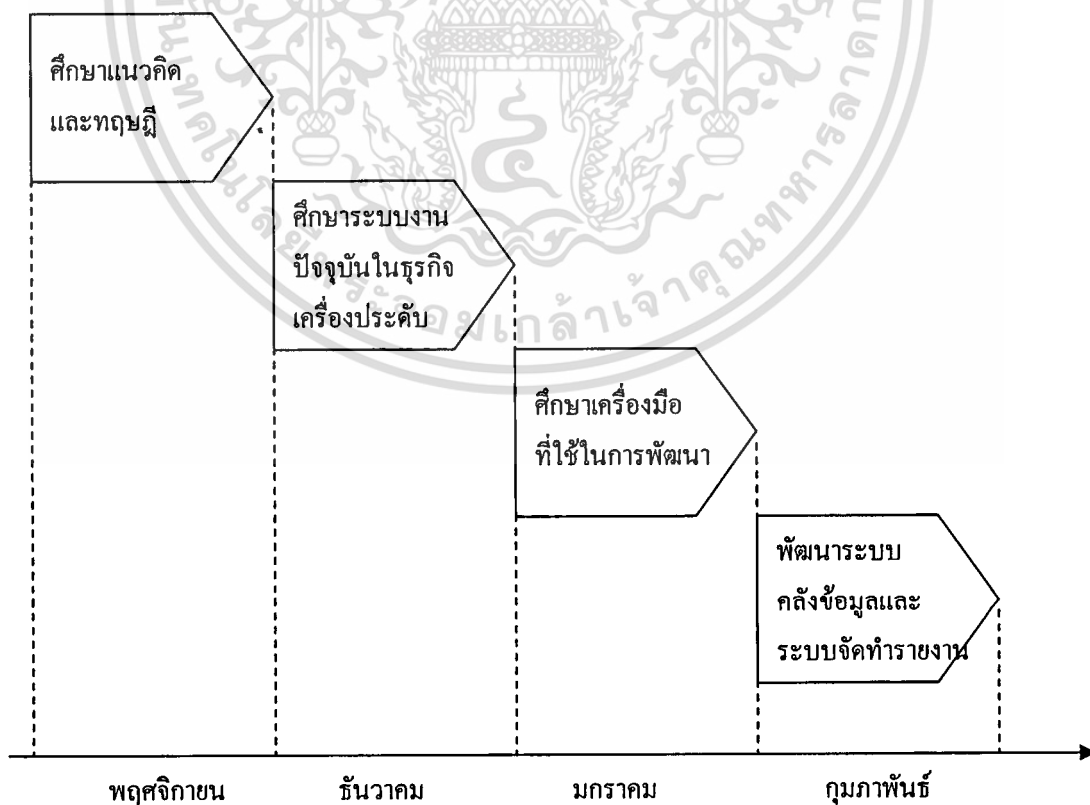 ศึกษาแนวคิด
และทฤษฎี
ศึกษาระบบงาน
ปัจจุบันในธุรกิจ
เครื่องประดับ
ศึกษาเครื่องมือ
ที่ใช้ในการพัฒนา
พัฒนาระบบ
คลังข้อมูลและ
ระบบจัดทำรายงาน
พฤศจิกายน ธันวาคม มกราคม กุมภาพันธ์